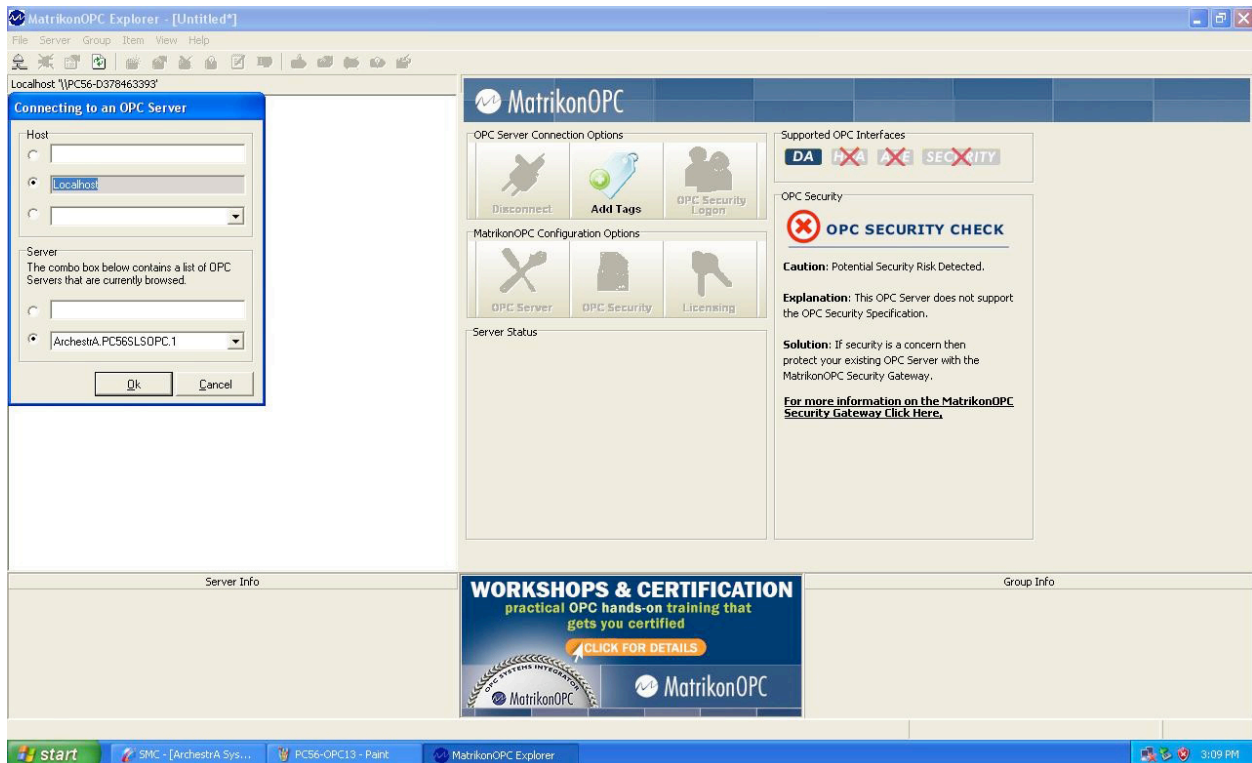 MatrikonOPC Explorer - [Untitled*]
File Server Group Item View Help
Localhost '\\PC56-D378463393'
Connecting to an OPC Server
Host
Localhost
Server
The combo box below contains a list of OPC
Servers that are currently browsed.
ArchestrA.PC56SLSOPC.1
Ok Cancel
MatrikonOPC
OPC Server Connection Options
Disconnect
Add Tags
OPC Security
Logon
MatrikonOPC Configuration Options
OPC Server
OPC Security
Licensing
Server Status
Supported OPC Interfaces
DA
SECURITY
OPC Security
OPC SECURITY CHECK
Caution: Potential Security Risk Detected.
Explanation: This OPC Server does not support
the OPC Security Specification.
Solution: If security is a concern then
protect your existing OPC Server with the
MatrikonOPC Security Gateway.
For more information on the MatrikonOPC
Security Gateway Click Here.
Server Info
WORKSHOPS & CERTIFICATION
practical OPC hands-on training that
gets you certified
CLICK FOR DETAILS
OPC SYSTEMS INTEGRATOR
MatrikonOPC
MatrikonOPC
Group Info
start
SMC - [ArchestrA Sys...
PC56-OPC13 - Paint
MatrikonOPC Explorer
3:09 PM